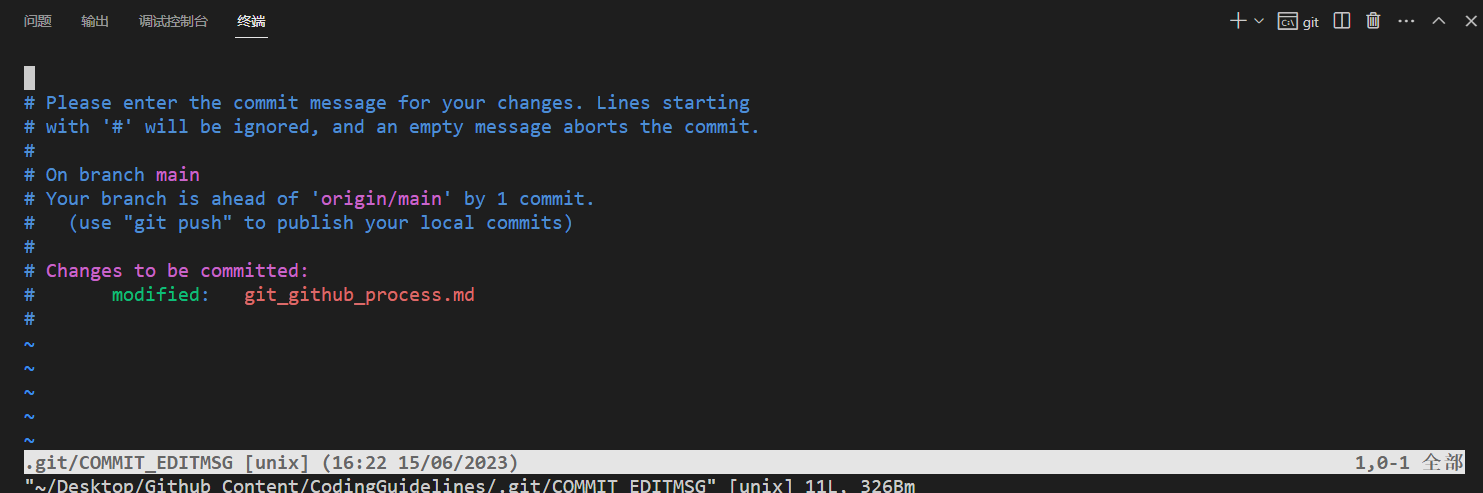 问题 输出 调试控制台 终端 git
# Please enter the commit message for your changes. Lines starting
# with '#' will be ignored, and an empty message aborts the commit.
#
# On branch main
# Your branch is ahead of 'origin/main' by 1 commit.
#   (use "git push" to publish your local commits)
#
# Changes to be committed:
#       modified:   git_github_process.md
#
~
~
~
~
~
.git/COMMIT_EDITMSG [unix] (16:22 15/06/2023) 1,0-1 全部
"~/Desktop/Github_Content/CodingGuidelines/.git/COMMIT_EDITMSG" [unix] 11L, 326B